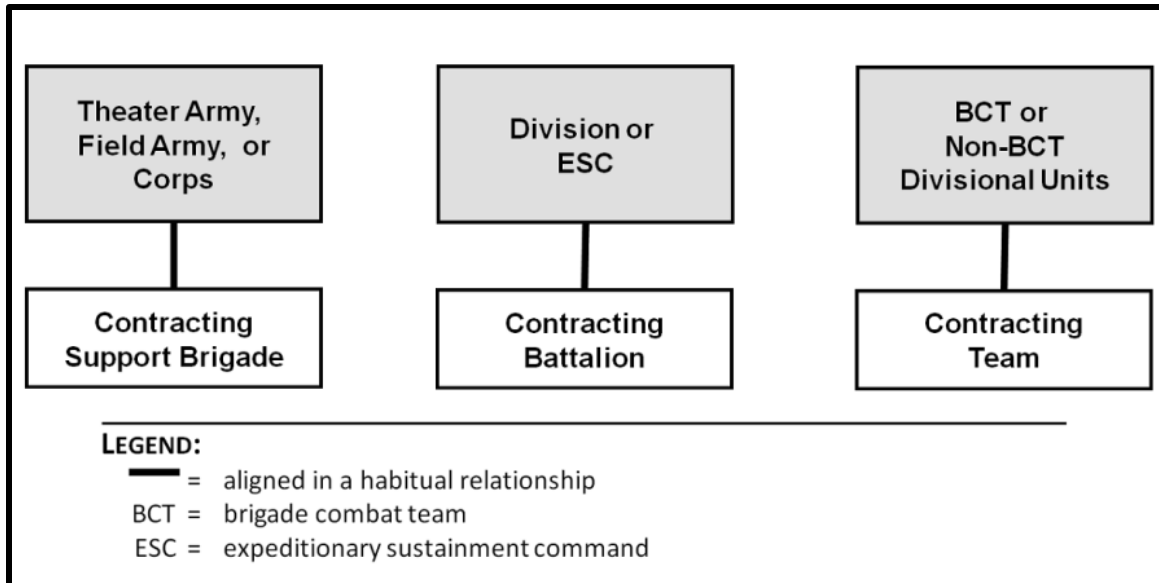 Theater Army,
Field Army, or
Corps
Contracting
Support Brigade
Division or
ESC
Contracting
Battalion
BCT or
Non-BCT
Divisional Units
Contracting
Team
LEGEND:
= aligned in a habitual relationship
BCT = brigade combat team
ESC = expeditionary sustainment command